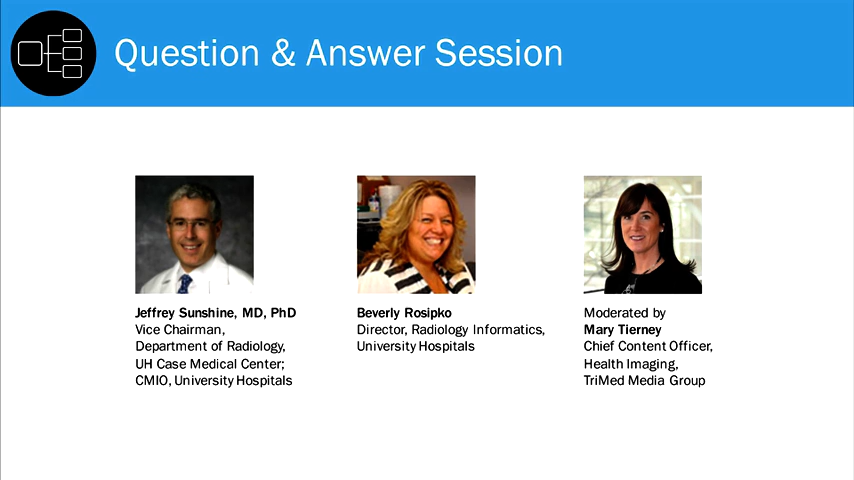 Question & Answer Session
Jeffrey Sunshine, MD, PhD
Vice Chairman,
Department of Radiology,
UH Case Medical Center;
CMIO, University Hospitals
Beverly Rosipko
Director, Radiology Informatics,
University Hospitals
Moderated by
Mary Tierney
Chief Content Officer,
Health Imaging,
TriMed Media Group